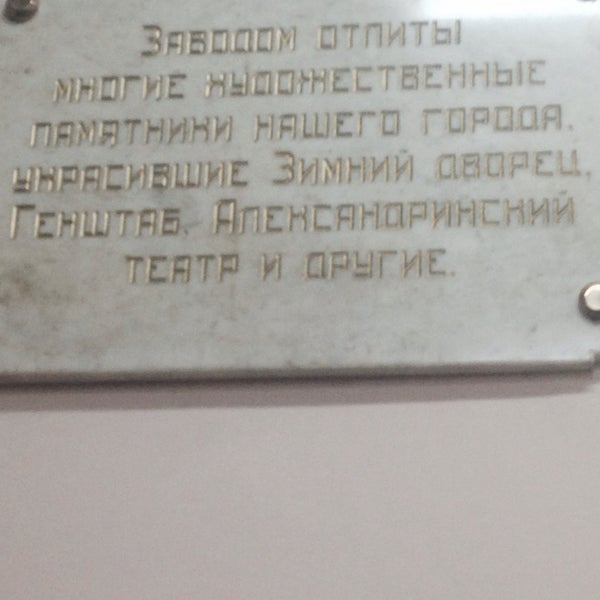 Заводом отлиты
многие художественные
памятники нашего города,
украсившие Зимний дворец,
Генштаб, Александринский
театр и другие.